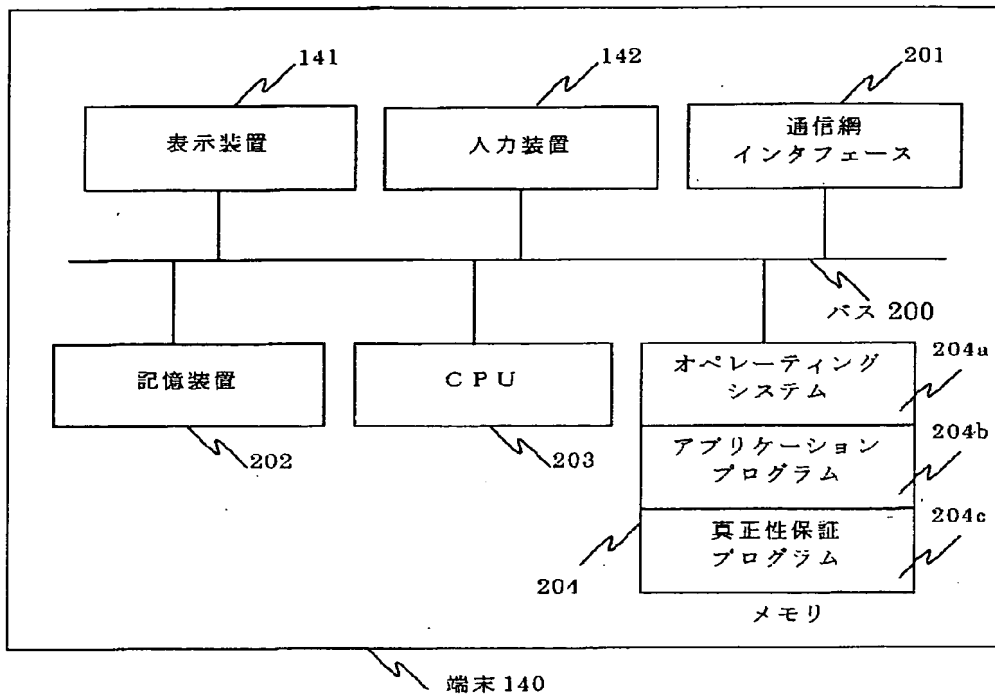 141
142
201
表示装置
入力装置
通信網
インタフェース
バス 200
記憶装置
CPU
オペレーティング
システム
204a
アプリケーション
プログラム
204b
真正性保証
プログラム
204c
202
203
204
メモリ
端末 140